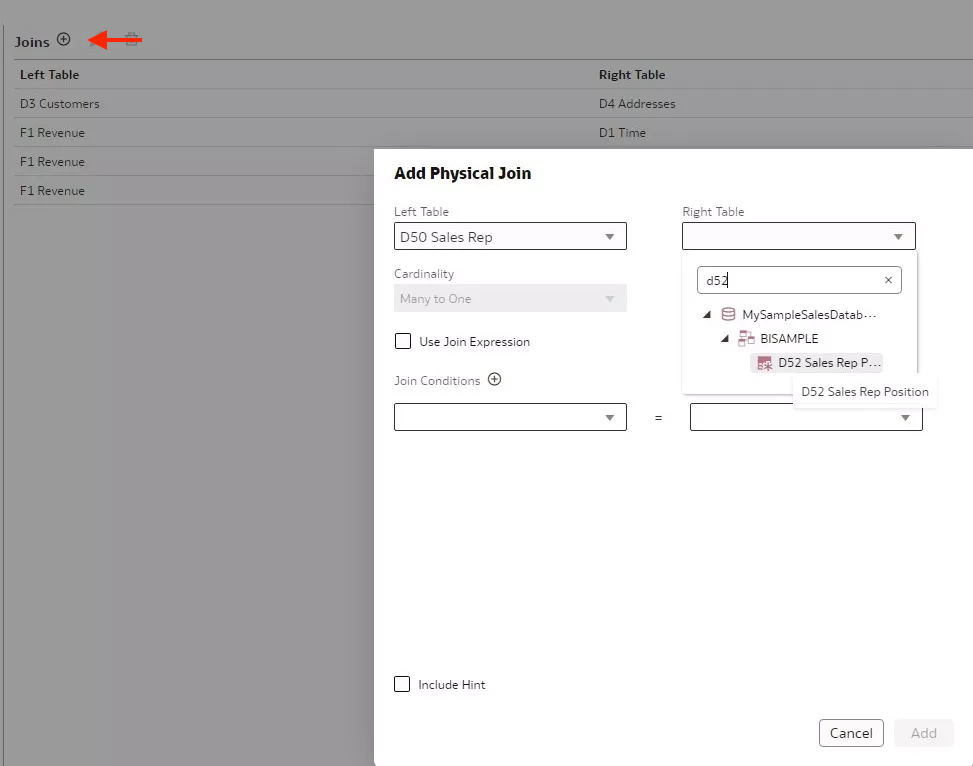 Joins
Left Table Right Table
D3 Customers D4 Addresses
F1 Revenue D1 Time
F1 Revenue
F1 Revenue
Add Physical Join
Left Table Right Table
D50 Sales Rep
Cardinality
d52
Many to One
MySampleSalesDatab...
BISAMPLE
Use Join Expression
D52 Sales Rep P...
Join Conditions
D52 Sales Rep Position
=
Include Hint
Cancel Add